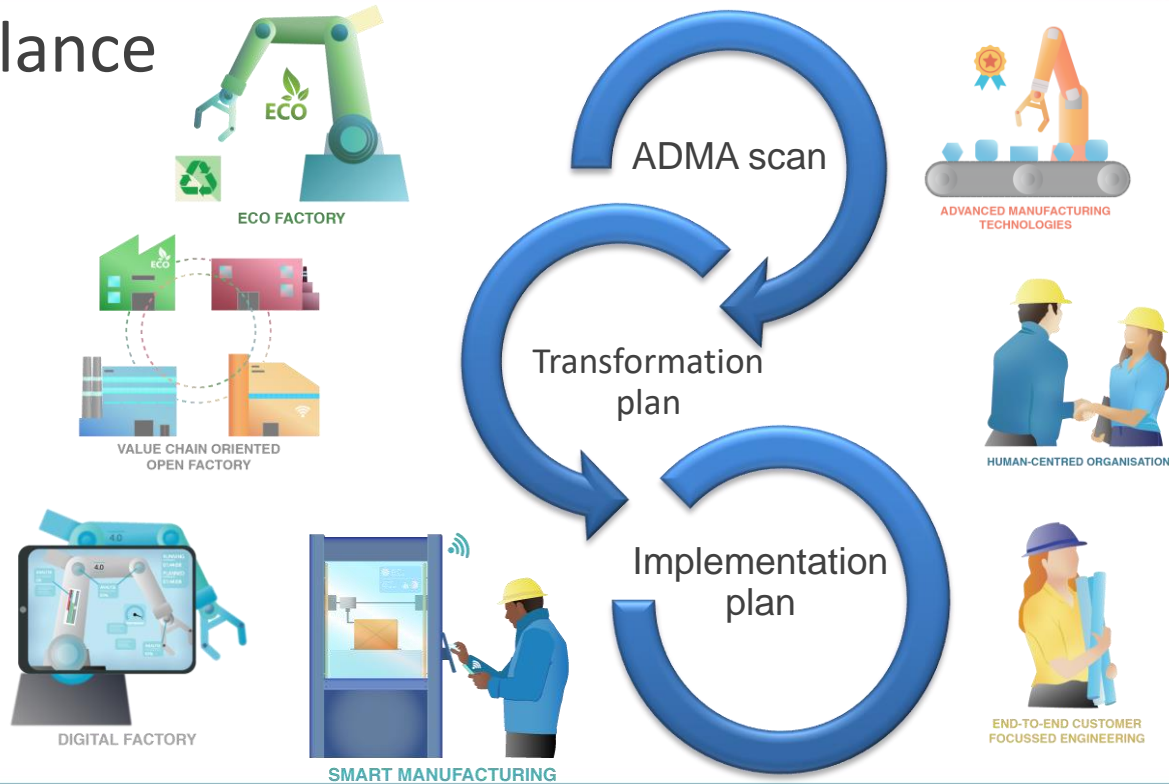 lance
ECO
ECO FACTORY
ADMA scan
ADVANCED MANUFACTURING
TECHNOLOGIES
ECO
VALUE CHAIN ORIENTED
OPEN FACTORY
Transformation
plan
HUMAN-CENTRED ORGANISATION
4.0
4.0
DIGITAL FACTORY
SMART MANUFACTURING
Implementation
plan
END-TO-END CUSTOMER
FOCUSSED ENGINEERING